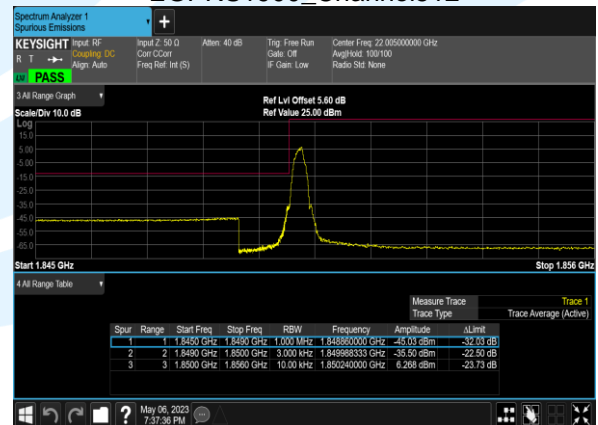 Spectrum Analyzer 1
Spurious Emissions
+
KEYSIGHT Input: RF Input Z: 50 Ω Atten: 40 dB Trig: Free Run Center Freq: 22.005000000 GHz
R T Coupling: DC Corr CCorr Gate: Off Avg|Hold: 100/100
Align: Auto Freq Ref: Int (S) IF Gain: Low Radio Std: None
LXI PASS
3 All Range Graph
Ref Lvl Offset 5.60 dB
Scale/Div 10.0 dB Ref Value 25.00 dBm
Log
15.0
5.00
-5.00
-15.0
-25.0
-35.0
-45.0
-55.0
-65.0
Start 1.845 GHz Stop 1.856 GHz
4 All Range Table
Measure Trace Trace 1
Trace Type Trace Average (Active)
Spur Range Start Freq Stop Freq RBW Frequency Amplitude ΔLimit
1 1 1.8450 GHz 1.8490 GHz 1.000 MHz 1.848860000 GHz -45.03 dBm -32.03 dB
2 2 1.8490 GHz 1.8500 GHz 3.000 kHz 1.849988333 GHz -35.50 dBm -22.50 dB
3 3 1.8500 GHz 1.8560 GHz 10.00 kHz 1.850240000 GHz 6.268 dBm -23.73 dB
? May 06, 2023
7:37:36 PM